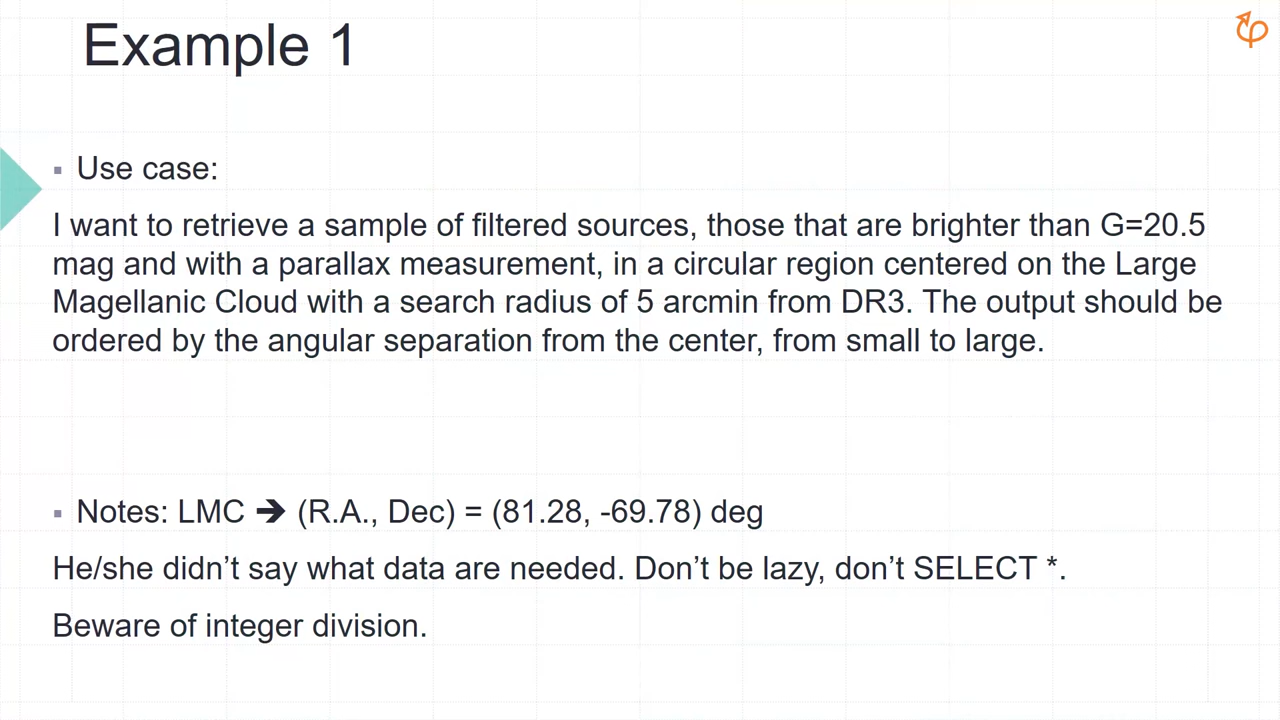 Example 1
▪ Use case:
I want to retrieve a sample of filtered sources, those that are brighter than G=20.5
mag and with a parallax measurement, in a circular region centered on the Large
Magellanic Cloud with a search radius of 5 arcmin from DR3. The output should be
ordered by the angular separation from the center, from small to large.
▪ Notes: LMC ➔ (R.A., Dec) = (81.28, -69.78) deg
He/she didn’t say what data are needed. Don’t be lazy, don’t SELECT *.
Beware of integer division.